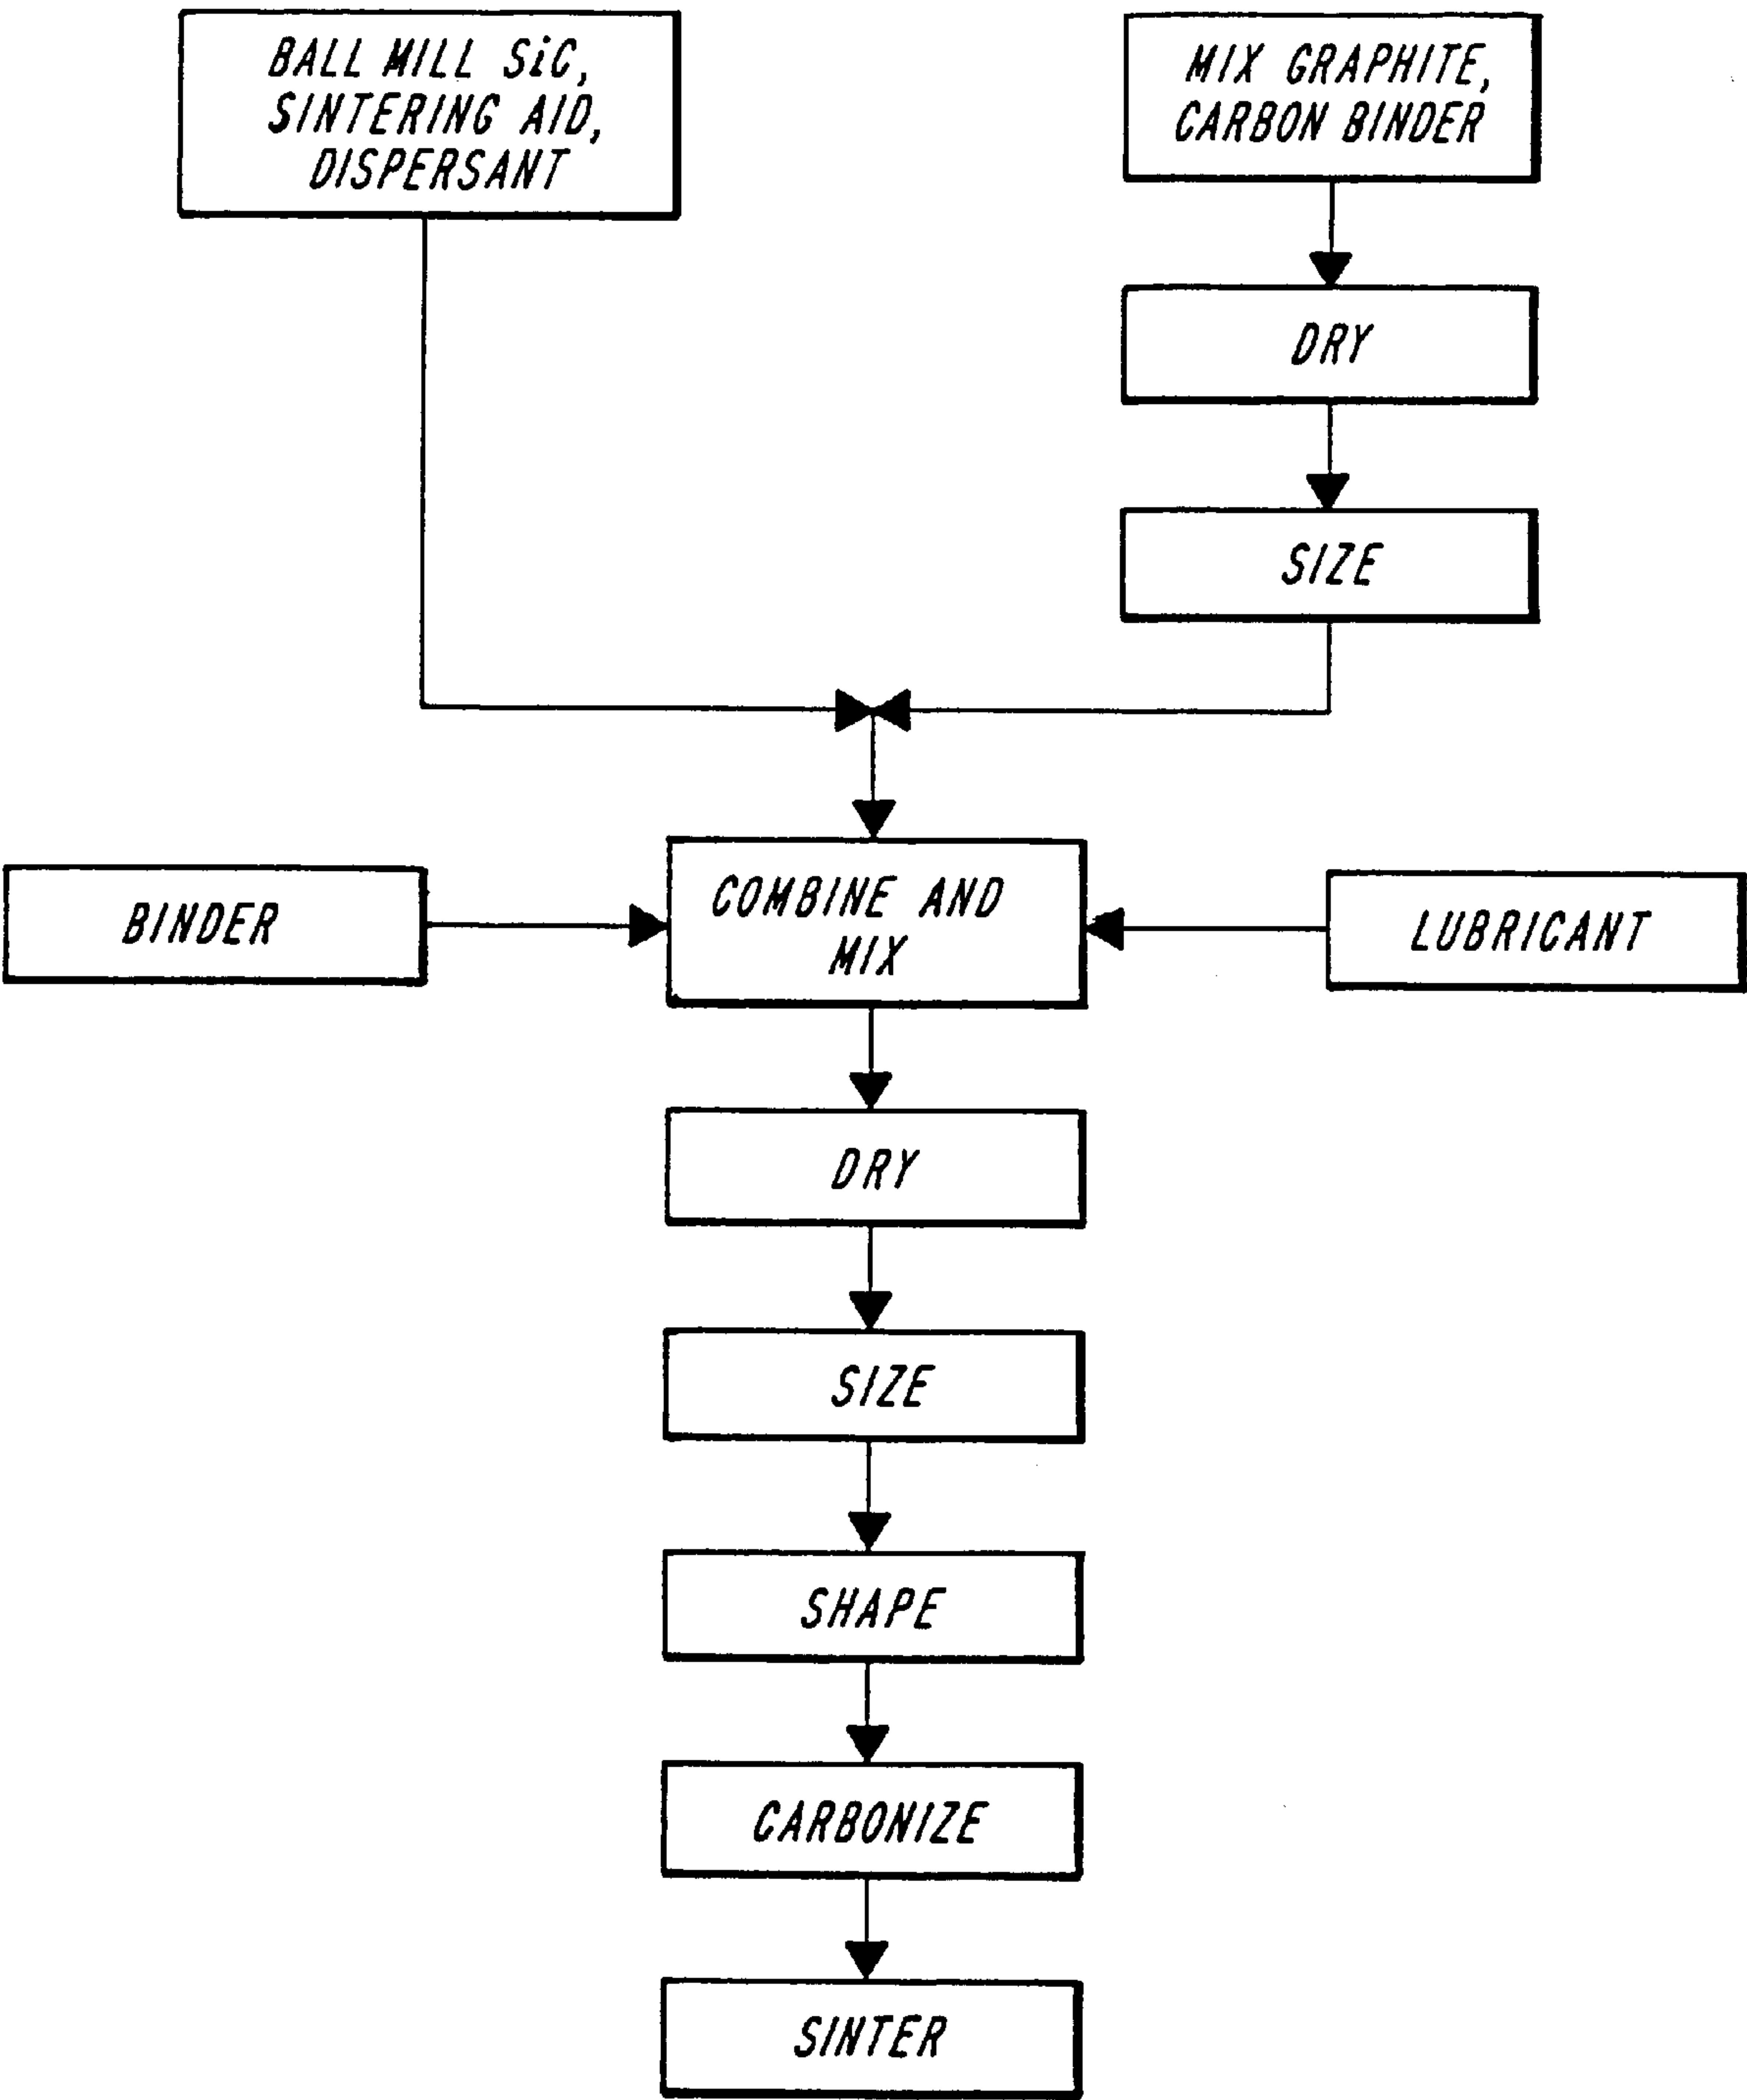 BALL MILL SiC,
SINTERING AID,
DISPERSANT
MIX GRAPHITE,
CARBON BINDER
DRY
SIZE
BINDER
COMBINE AND
MIX
LUBRICANT
DRY
SIZE
SHAPE
CARBONIZE
SINTER